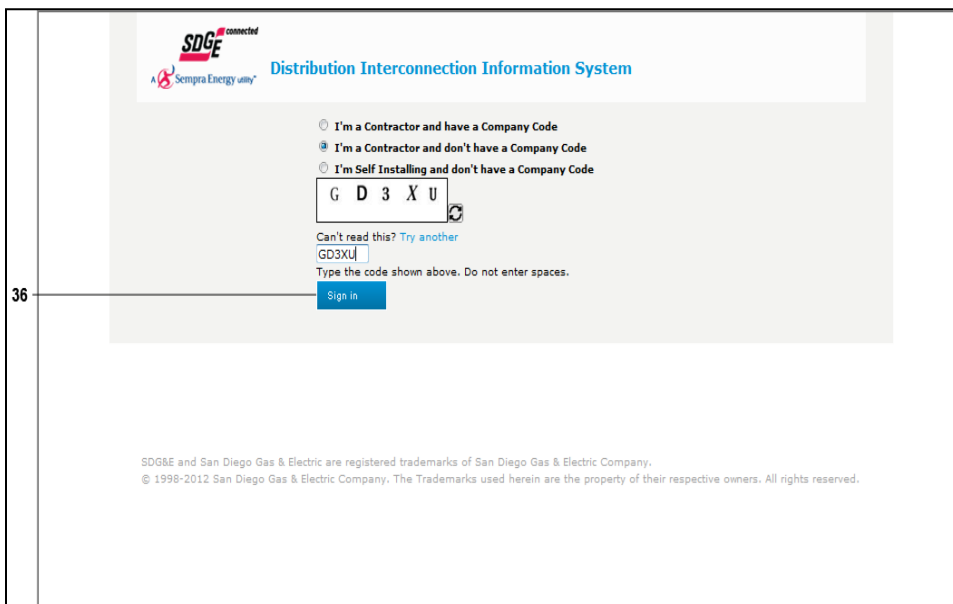 connected
SDGE
A Sempra Energy utility™
Distribution Interconnection Information System
I'm a Contractor and have a Company Code
I'm a Contractor and don't have a Company Code
I'm Self Installing and don't have a Company Code
G D 3 X U
Can't read this? Try another
GD3XU
Type the code shown above. Do not enter spaces.
36
Sign in
SDG&E and San Diego Gas & Electric are registered trademarks of San Diego Gas & Electric Company.
© 1998-2012 San Diego Gas & Electric Company. The Trademarks used herein are the property of their respective owners. All rights reserved.